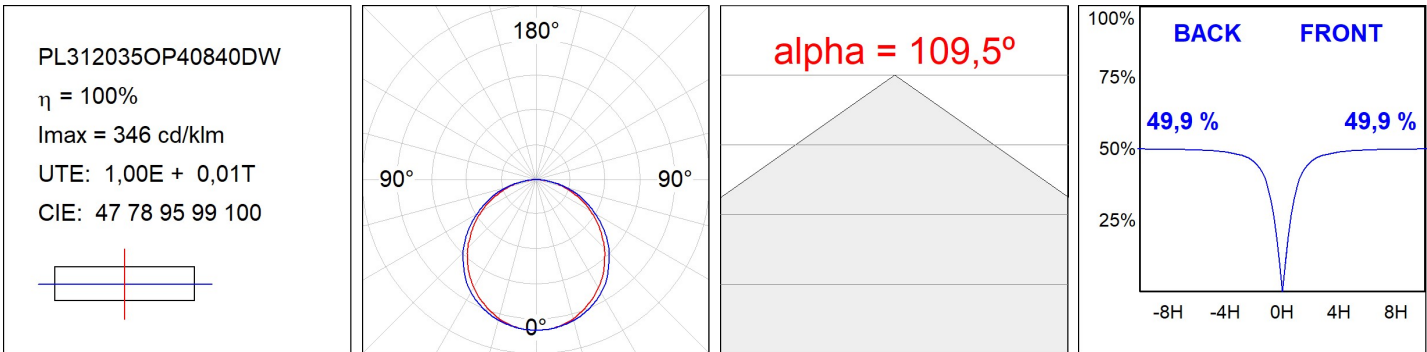 PL312035OP40840DW
η = 100%
Imax = 346 cd/klm
UTE: 1,00E + 0,01T
CIE: 47 78 95 99 100
180°
90° 90°
0°
alpha = 109,5º
100%
BACK FRONT
75%
49,9 % 49,9 %
50%
25%
-8H -4H 0H 4H 8H